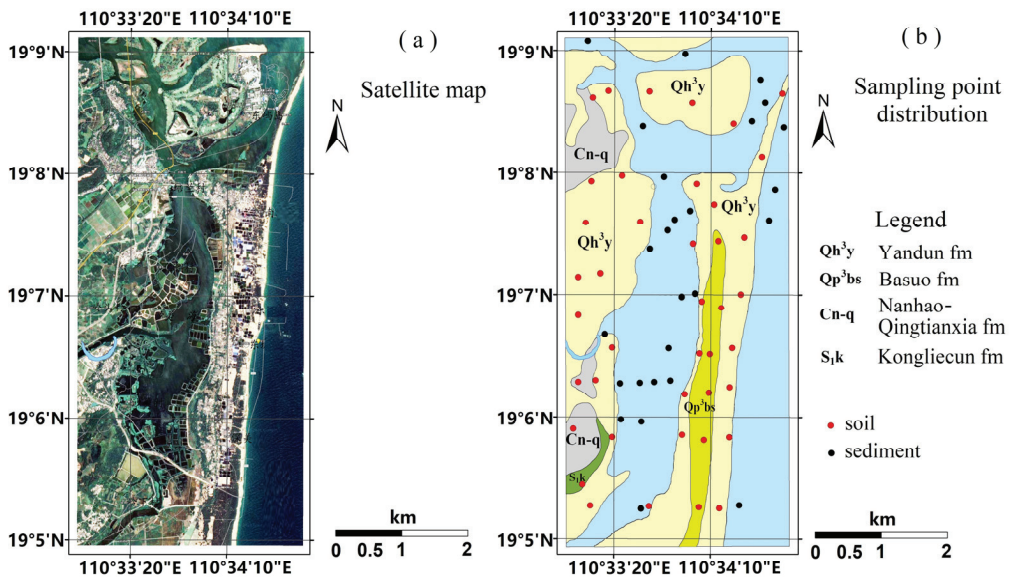 110°33'20"E 110°34'10"E
19°9'N
19°8'N
19°7'N
19°6'N
19°5'N
110°33'20"E 110°34'10"E
( a )
Satellite map
N
km
0 0.5 1 2
110°33'20"E 110°34'10"E
19°9'N
19°8'N
19°7'N
19°6'N
19°5'N
Qh³y
Cn-q
Qh³y
Qh³y
Qp³bs
Cn-q
S₁k
110°33'20"E 110°34'10"E
( b )
Sampling point
distribution
N
Legend
Qh³y Yandun fm
Qp³bs Basuo fm
Cn-q Nanhao-
Qingtianxia fm
S₁k Kongliecun fm
soil
sediment
km
0 0.5 1 2